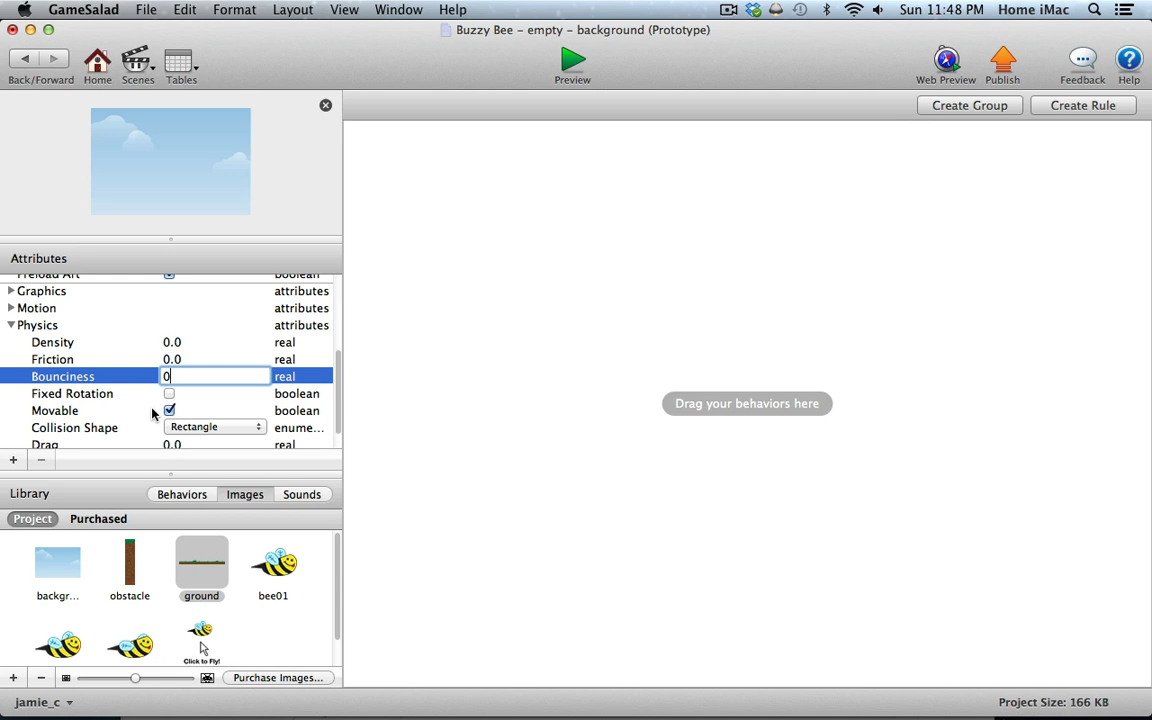 GameSalad File Edit Format Layout View Window Help Sun 11:48 PM Home iMac
Buzzy Bee - empty - background (Prototype)
Back/Forward Home Scenes Tables Preview Web Preview Publish Feedback Help
Create Group Create Rule
Attributes
Preload Art boolean
Graphics attributes
Motion attributes
Physics attributes
Density 0.0 real
Friction 0.0 real
Bounciness 0 real
Fixed Rotation boolean
Movable boolean
Collision Shape Rectangle enume...
Drag 0.0 real
Drag your behaviors here
Library Behaviors Images Sounds
Project Purchased
backgr... obstacle ground bee01
Click to Fly!
Purchase Images...
jamie_c Project Size: 166 KB